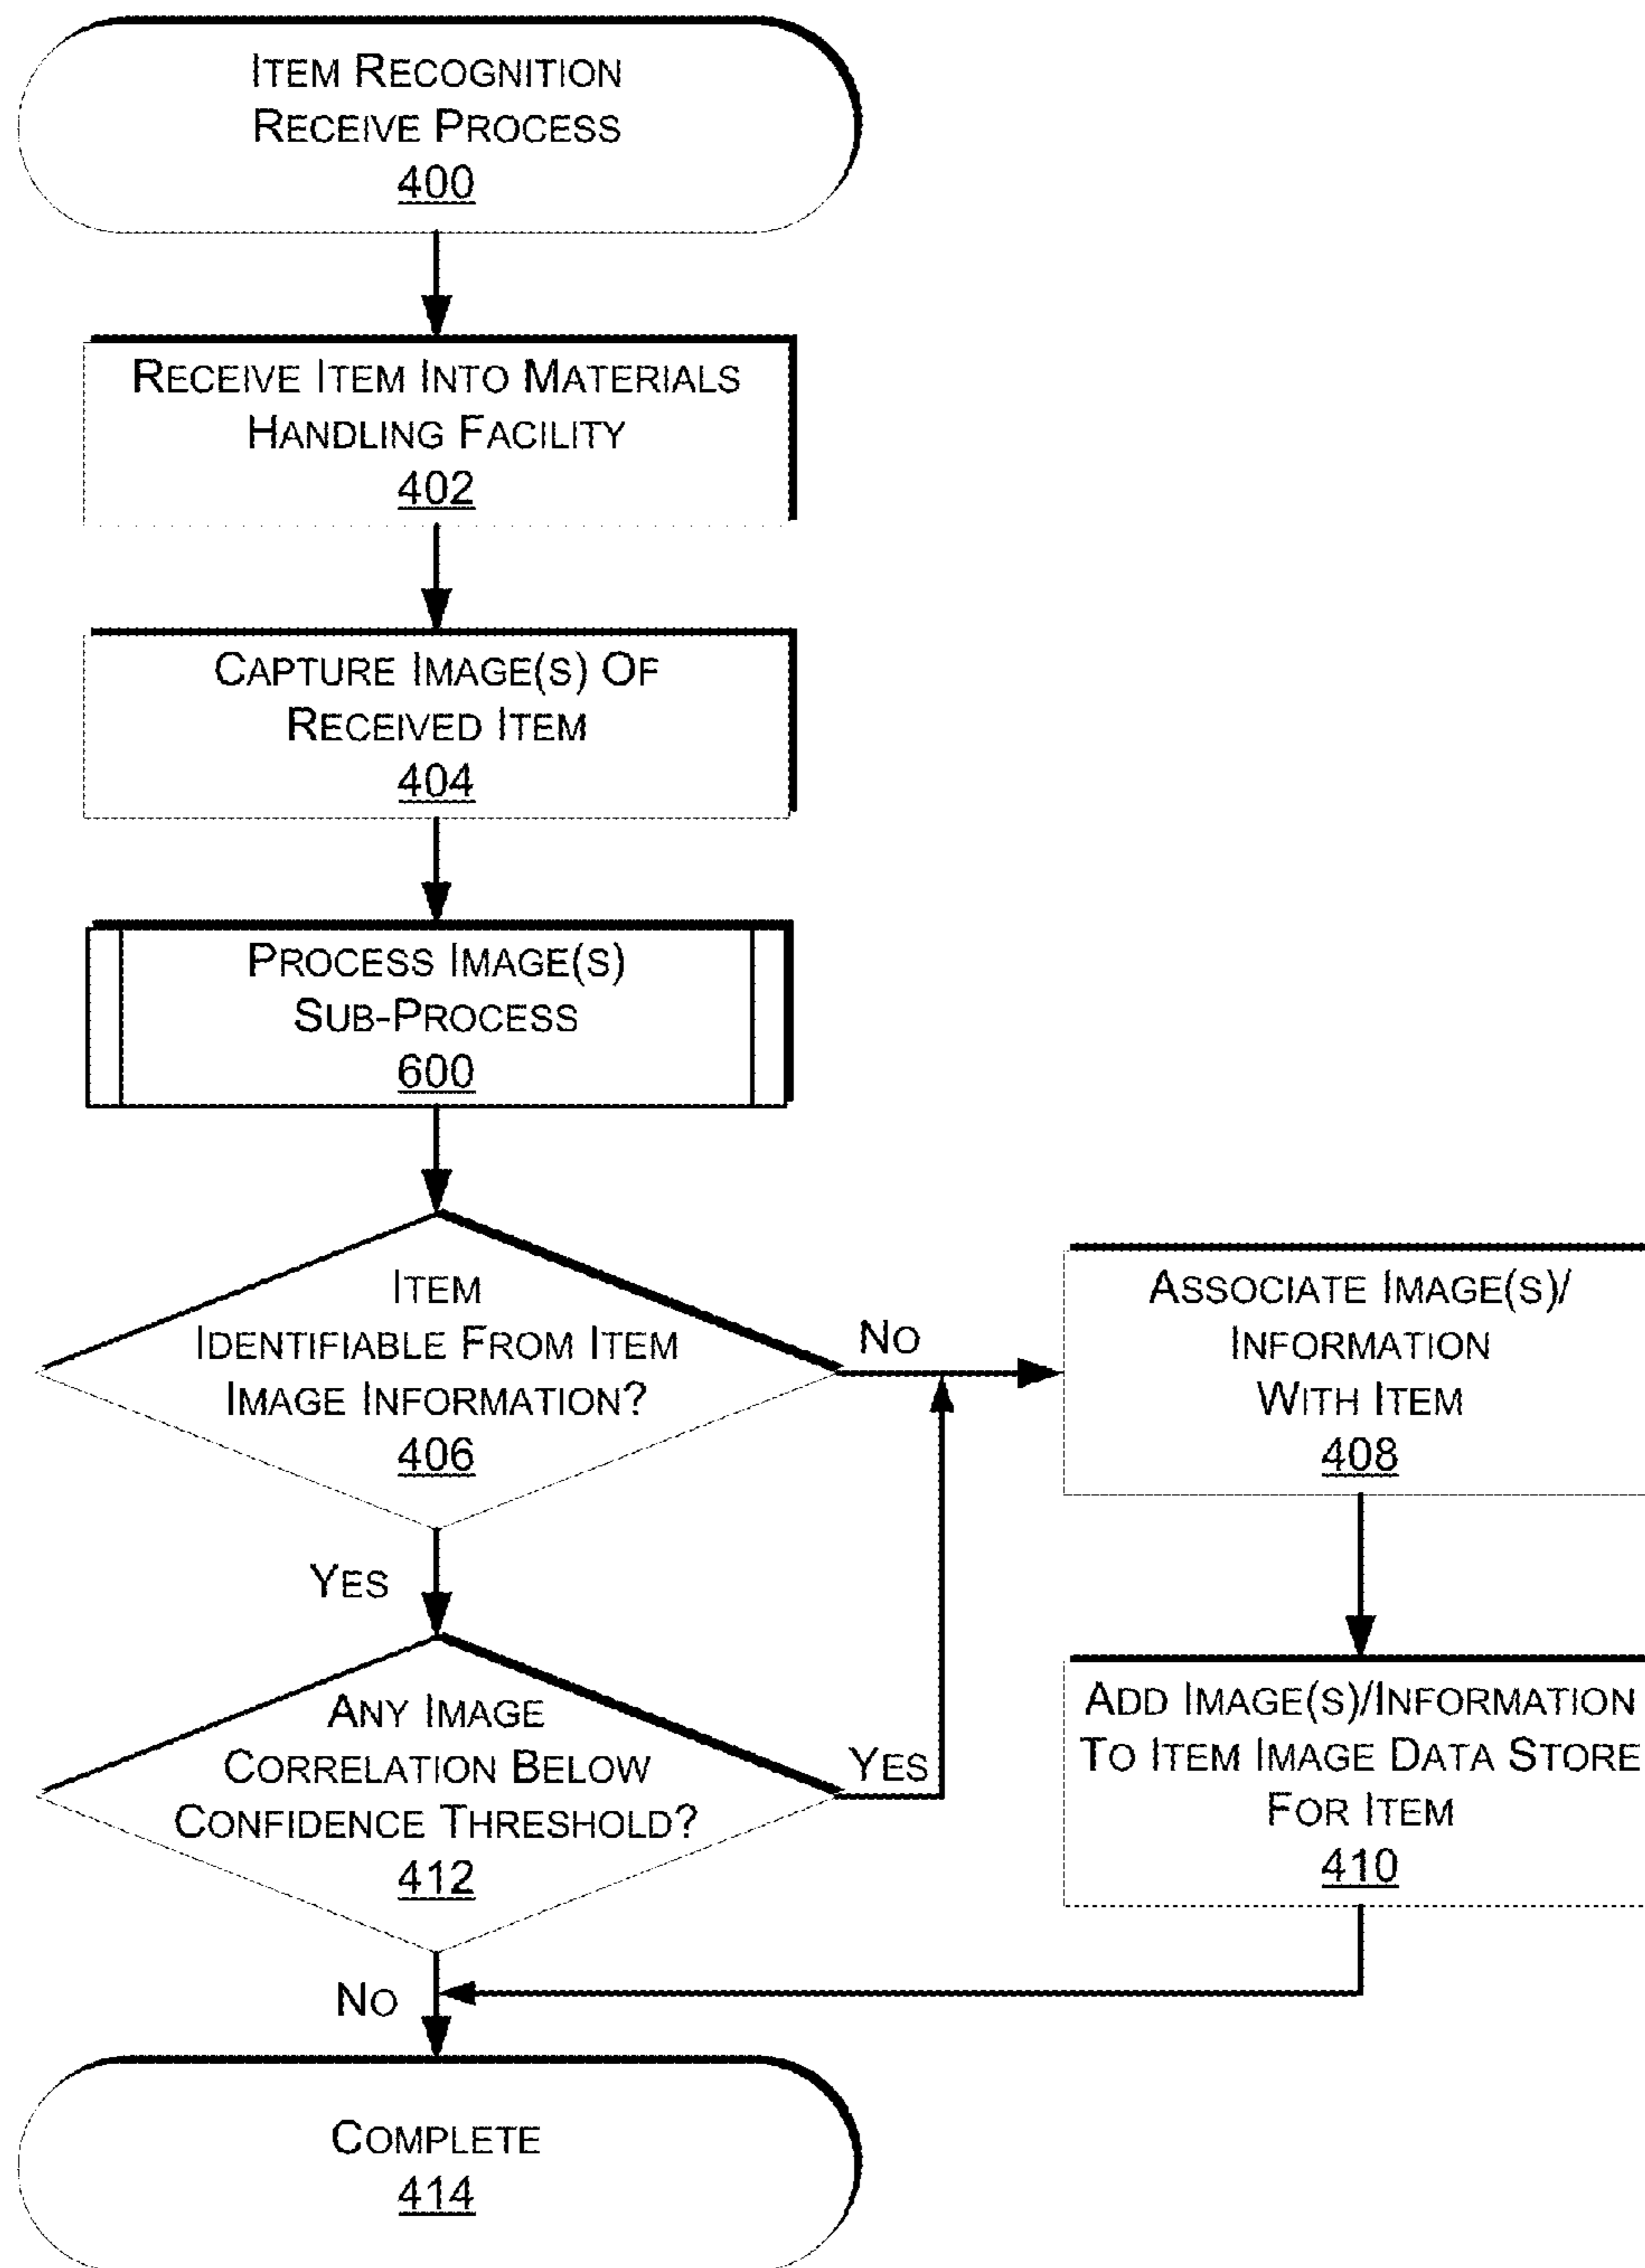 ITEM RECOGNITION
RECEIVE PROCESS
400
RECEIVE ITEM INTO MATERIALS
HANDLING FACILITY
402
CAPTURE IMAGE(S) OF
RECEIVED ITEM
404
PROCESS IMAGE(S)
SUB-PROCESS
600
ITEM
IDENTIFIABLE FROM ITEM
IMAGE INFORMATION?
406
NO
ASSOCIATE IMAGE(S)/
INFORMATION
WITH ITEM
408
YES
ANY IMAGE
CORRELATION BELOW
CONFIDENCE THRESHOLD?
412
YES
ADD IMAGE(S)/INFORMATION
TO ITEM IMAGE DATA STORE
FOR ITEM
410
NO
COMPLETE
414